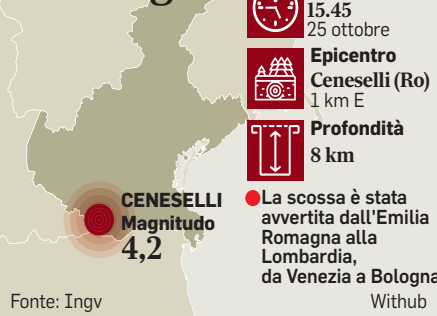 15.45
25 ottobre
Epicentro
Ceneselli (Ro)
1 km E
Profondità
8 km
CENESELLI
Magnitudo
4,2
La scossa è stata
avvertita dall'Emilia
Romagna alla
Lombardia,
da Venezia a Bologna
Fonte: Ingv
Withub